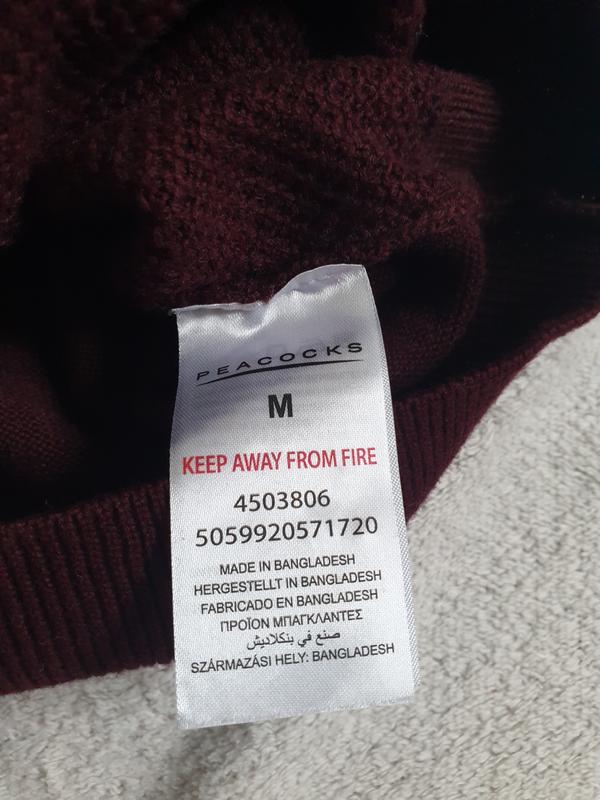 PEACOCKS
M
KEEP AWAY FROM FIRE
4503806
5059920571720
MADE IN BANGLADESH
HERGESTELLT IN BANGLADESH
FABRICADO EN BANGLADESH
ΠΡΟΪΟΝ ΜΠΑΓΚΛΑΝΤΕΣ
صنع في بنكلاديش
SZÁRMAZÁSI HELY: BANGLADESH